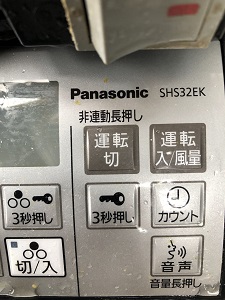 Panasonic SHS32EK
非連動長押し
運転
切
運転
入/風量
3秒押し
3秒押し
カウント
切/入
音声
音量長押し